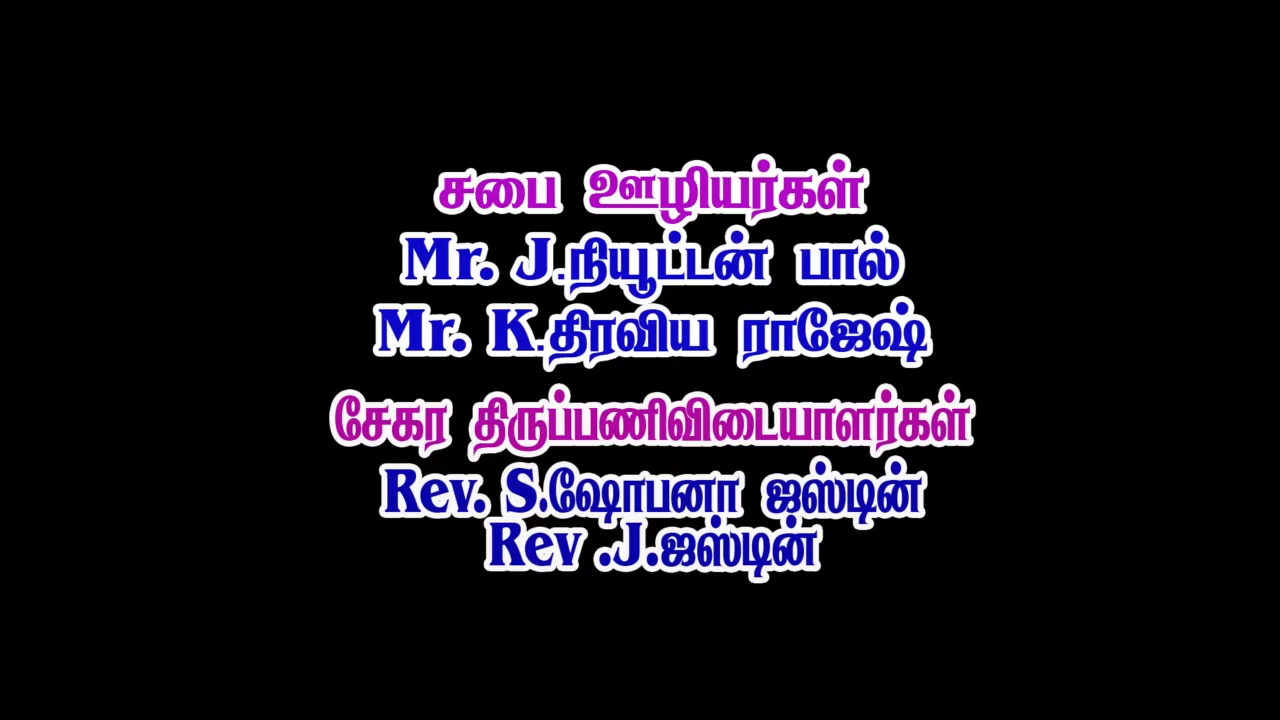 சபை ஊழியர்கள்
Mr. J.நியூட்டன் பால்
Mr. K.திரவிய ராஜேஷ்
சேகர திருப்பணிவிடையாளர்கள்
Rev. S.ஷோபனா ஜஸ்டின்
Rev .J.ஜஸ்டின்